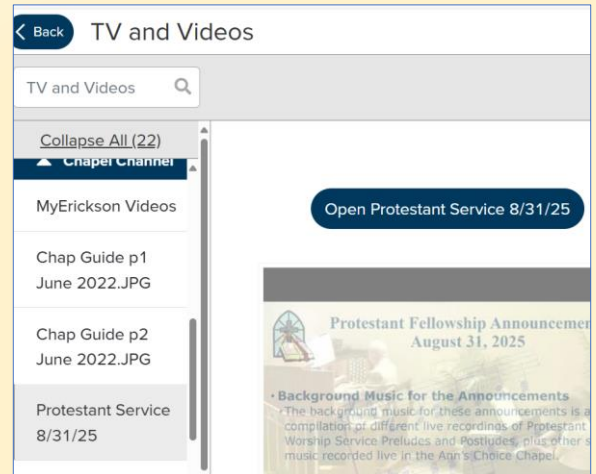 Back
TV and Videos
TV and Videos
Collapse All (22)
Chapel Channel
MyErickson Videos
Chap Guide p1
June 2022.JPG
Chap Guide p2
June 2022.JPG
Protestant Service
8/31/25
Open Protestant Service 8/31/25
Protestant Fellowship Announcemen
August 31, 2025
• Background Music for the Announcements
•The background music for these announcements is a
compilation of different live recordings of Protestant
Worship Service Preludes and Postludes, plus other s
music recorded live in the Ann's Choice Chapel.